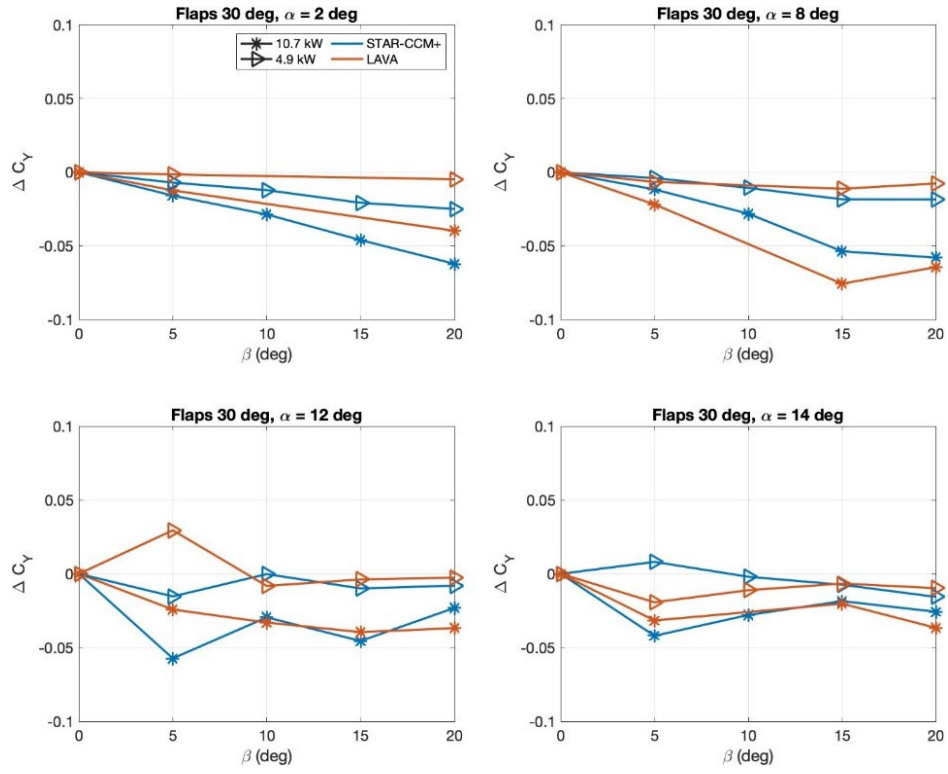 Flaps 30 deg, α = 2 deg
0.1
0.05
0
-0.05
-0.1
Δ C_Y
10.7 kW
STAR-CCM+
4.9 kW
LAVA
0 5 10 15 20
β (deg)
Flaps 30 deg, α = 8 deg
0.1
0.05
0
-0.05
-0.1
Δ C_Y
0 5 10 15 20
β (deg)
Flaps 30 deg, α = 12 deg
0.1
0.05
0
-0.05
-0.1
Δ C_Y
0 5 10 15 20
β (deg)
Flaps 30 deg, α = 14 deg
0.1
0.05
0
-0.05
-0.1
Δ C_Y
0 5 10 15 20
β (deg)